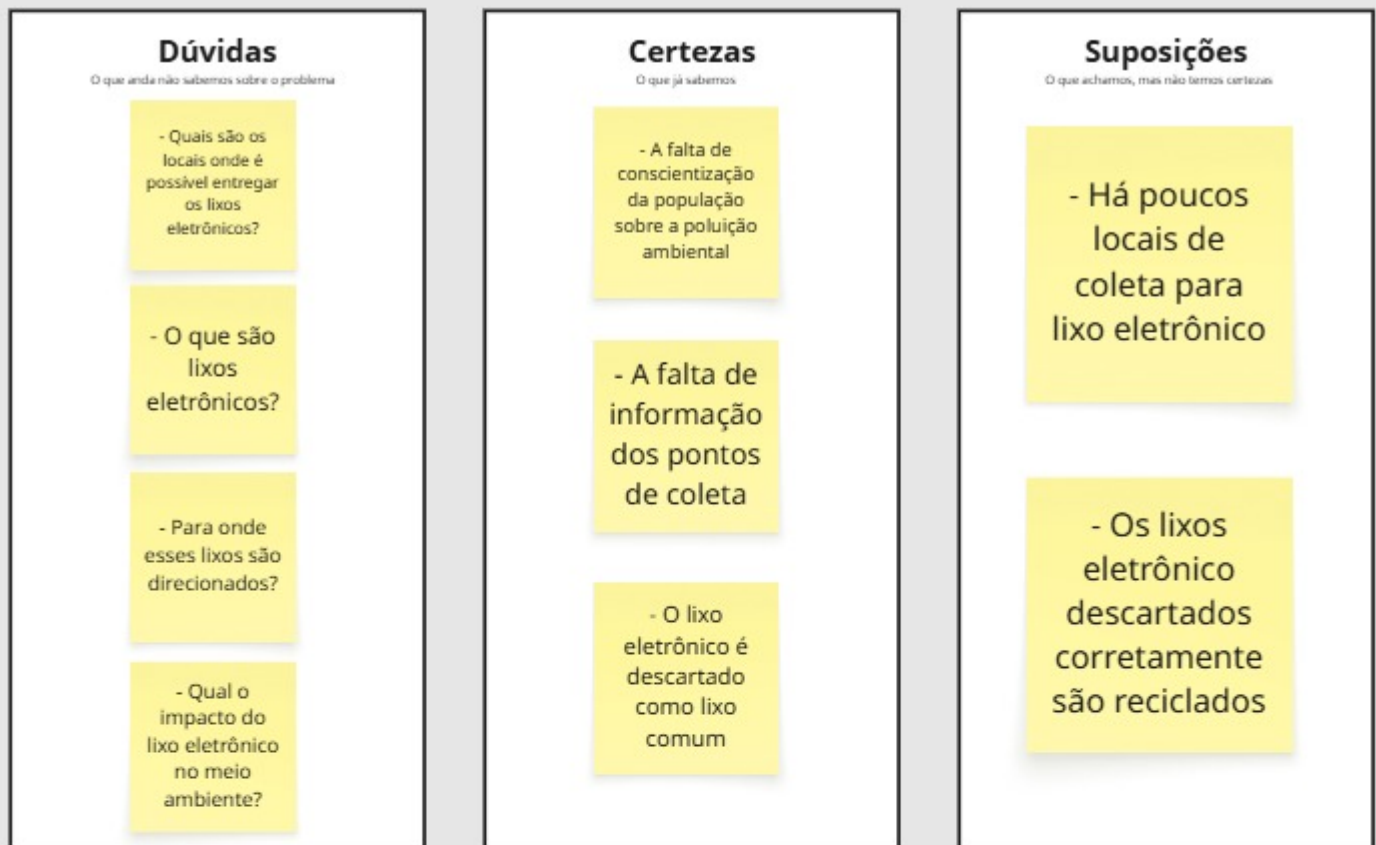 Dúvidas
O que anda não sabemos sobre o problema
- Quais são os
locais onde é
possível entregar
os lixos
eletrônicos?
- O que são
lixos
eletrônicos?
- Para onde
esses lixos são
direcionados?
- Qual o
impacto do
lixo eletrônico
no meio
ambiente?
Certezas
O que já sabemos
- A falta de
conscientização
da população
sobre a poluição
ambiental
- A falta de
informação
dos pontos
de coleta
- O lixo
eletrônico é
descartado
como lixo
comum
Suposições
O que achamos, mas não temos certezas
- Há poucos
locais de
coleta para
lixo eletrônico
- Os lixos
eletrônico
descartados
corretamente
são reciclados